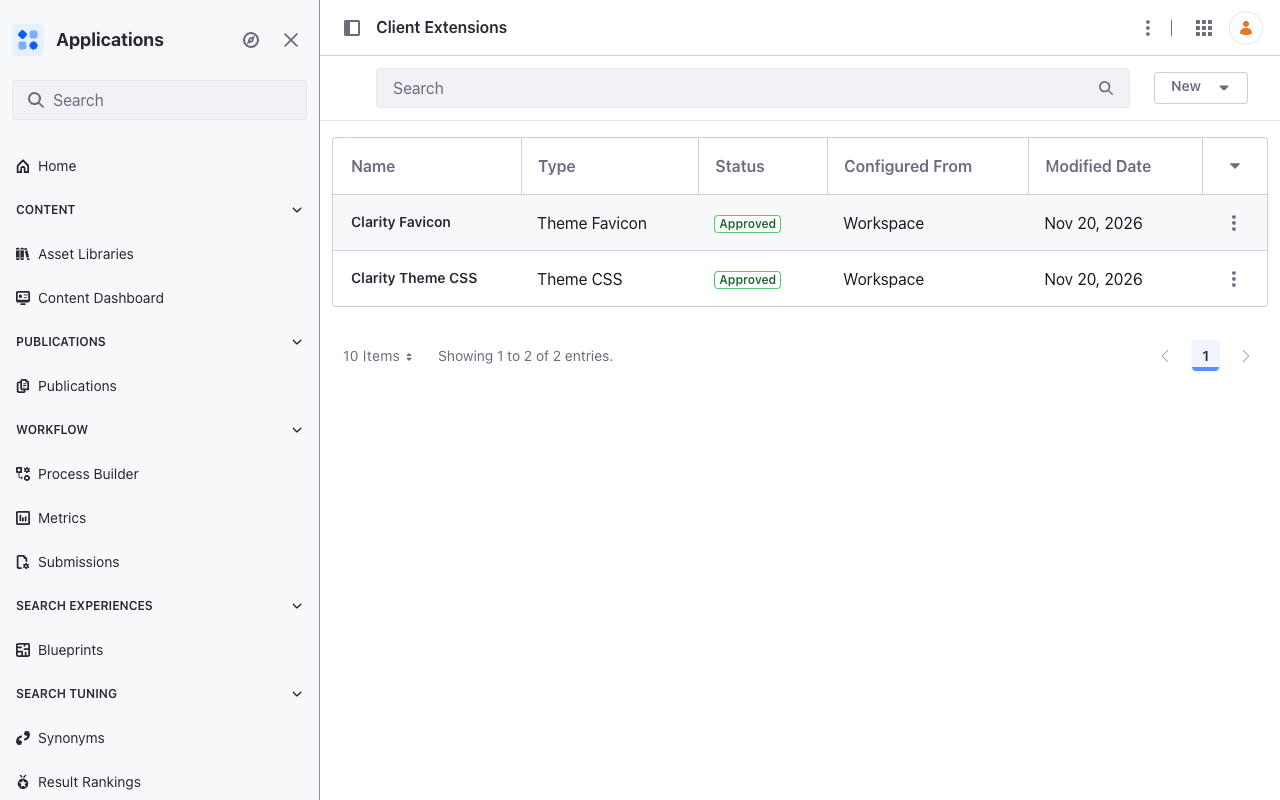 Applications
Search
Home
CONTENT
Asset Libraries
Content Dashboard
PUBLICATIONS
Publications
WORKFLOW
Process Builder
Metrics
Submissions
SEARCH EXPERIENCES
Blueprints
SEARCH TUNING
Synonyms
Result Rankings
Client Extensions
Search
New
Name Type Status Configured From Modified Date
Clarity Favicon Theme Favicon Approved Workspace Nov 20, 2026
Clarity Theme CSS Theme CSS Approved Workspace Nov 20, 2026
10 Items Showing 1 to 2 of 2 entries. 1